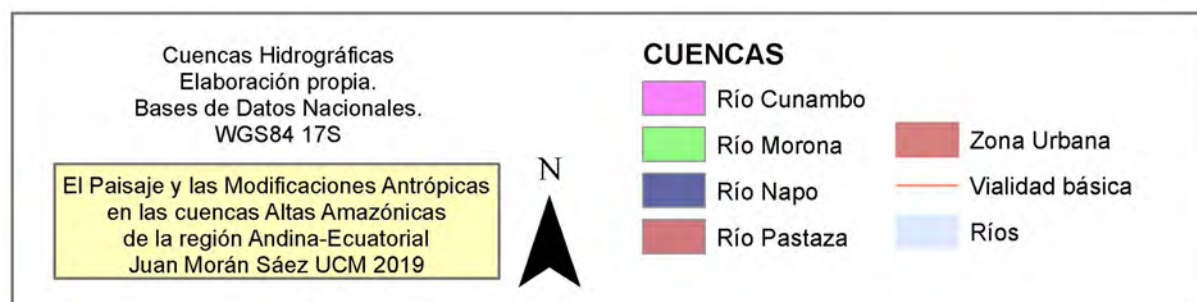 Cuencas Hidrográficas
Elaboración propia.
Bases de Datos Nacionales.
WGS84 17S
El Paisaje y las Modificaciones Antrópicas
en las cuencas Altas Amazónicas
de la región Andina-Ecuatorial
Juan Morán Sáez UCM 2019
N
CUENCAS
Río Cunambo
Río Morona
Río Napo
Río Pastaza
Zona Urbana
Vialidad básica
Ríos